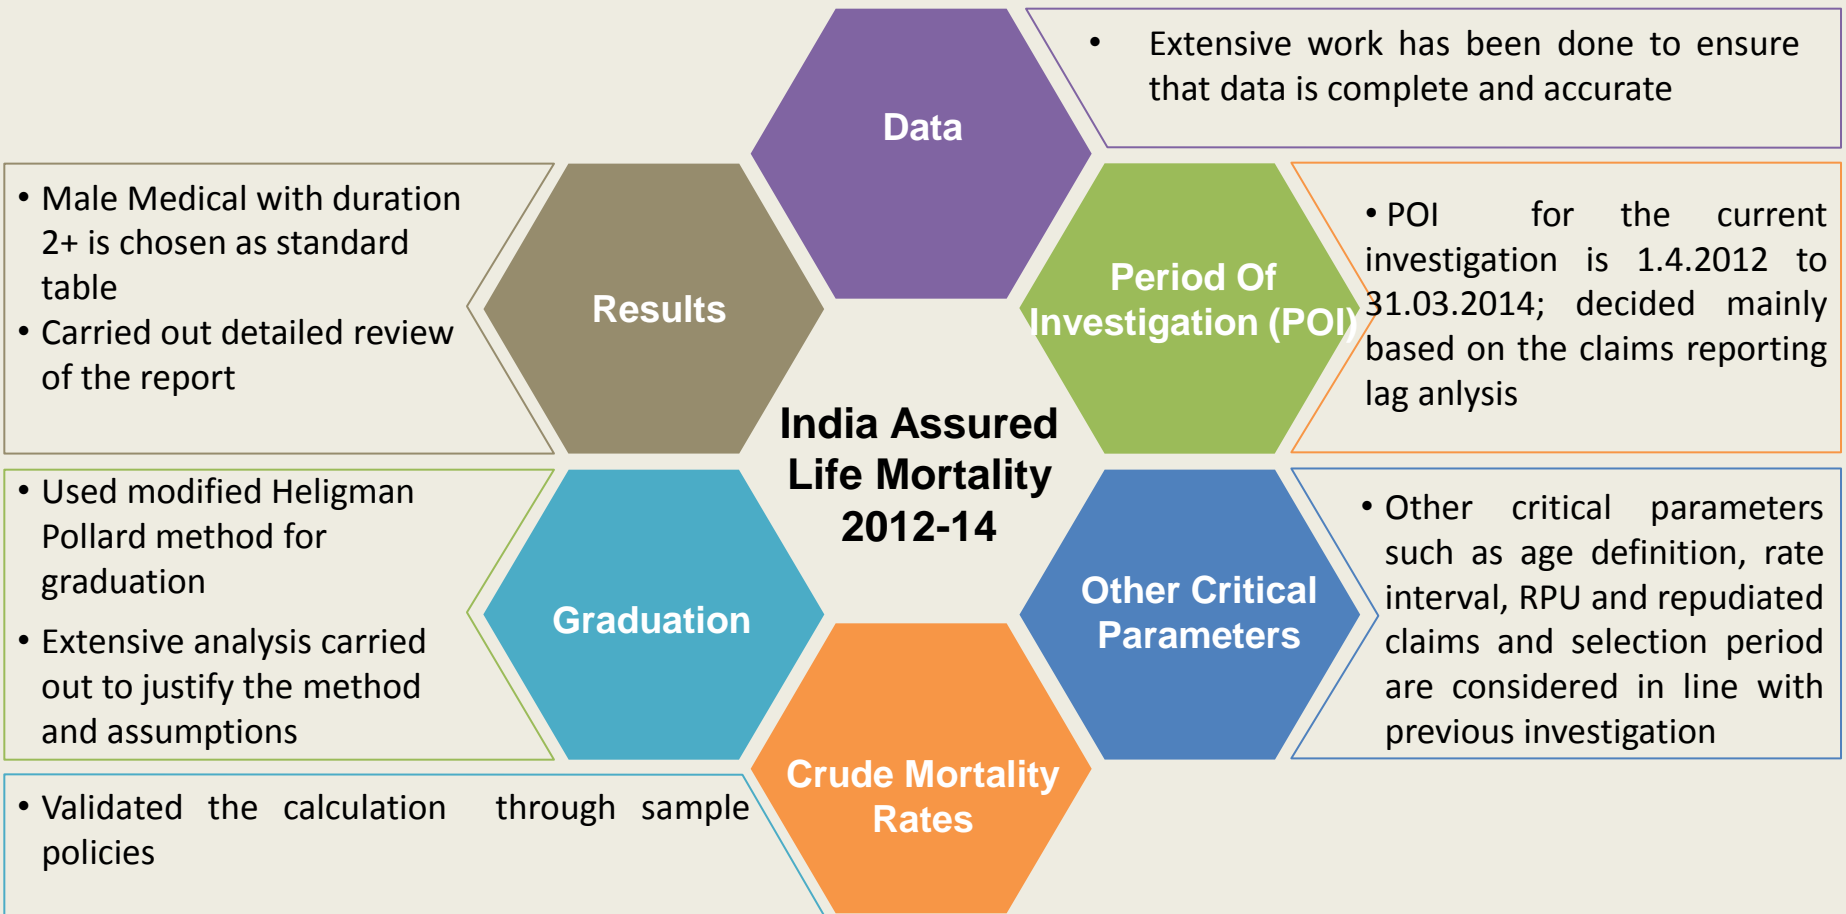 Data
• Extensive work has been done to ensure
that data is complete and accurate
Period Of
Investigation (POI)
• POI for the current
investigation is 1.4.2012 to
31.03.2014; decided mainly
based on the claims reporting
lag anlysis
Other Critical
Parameters
• Other critical parameters
such as age definition, rate
interval, RPU and repudiated
claims and selection period
are considered in line with
previous investigation
Crude Mortality
Rates
• Validated the calculation through sample
policies
Graduation
• Used modified Heligman
Pollard method for
graduation
• Extensive analysis carried
out to justify the method
and assumptions
Results
• Male Medical with duration
2+ is chosen as standard
table
• Carried out detailed review
of the report
India Assured
Life Mortality
2012-14